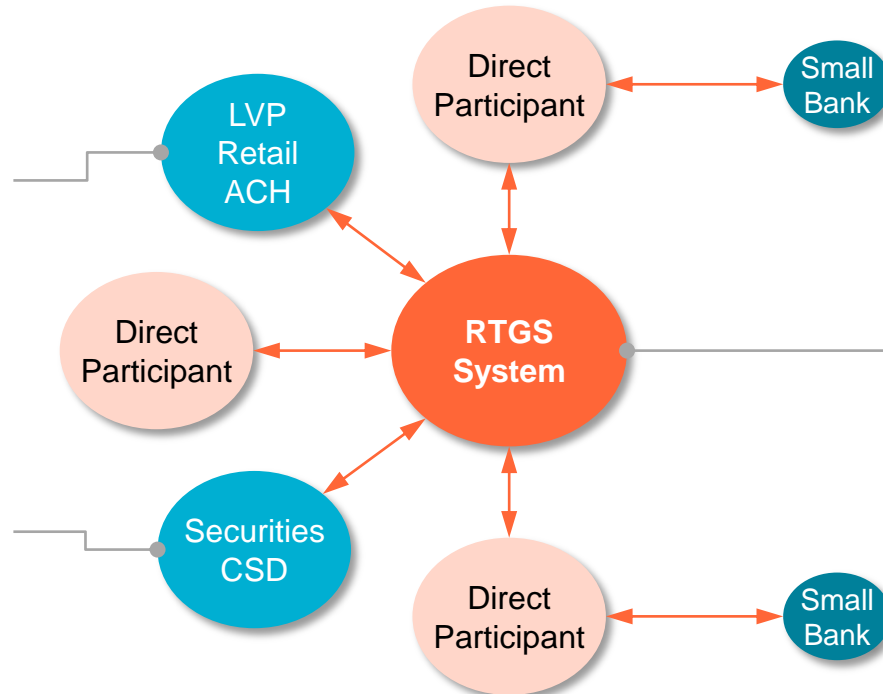 Direct
Participant
Small
Bank
LVP
Retail
ACH
Direct
Participant
RTGS
System
Securities
CSD
Direct
Participant
Small
Bank